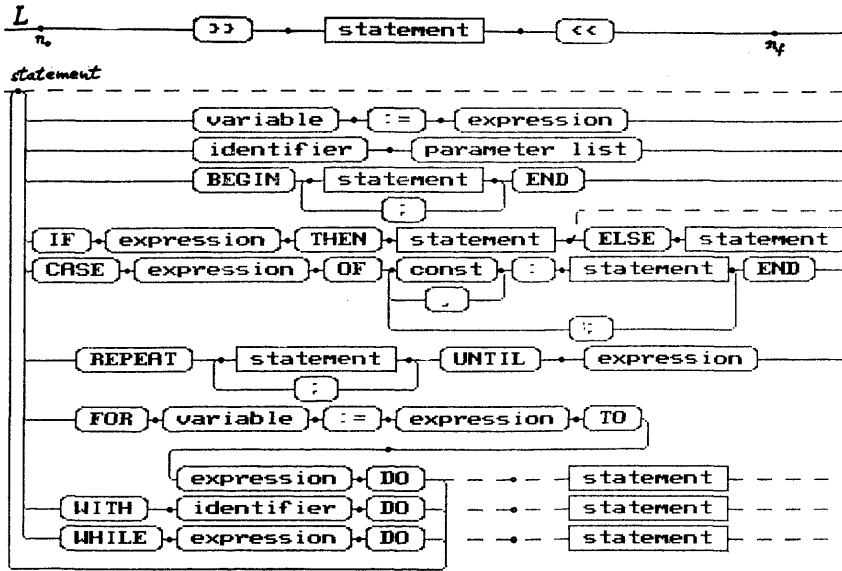 L
n₀ >> statement << n_f
statement
variable := expression
identifier parameter list
BEGIN statement END
;
IF expression THEN statement ELSE statement
CASE expression OF const : statement END
,
;
REPEAT statement UNTIL expression
;
FOR variable := expression TO
expression DO statement
WITH identifier DO statement
WHILE expression DO statement